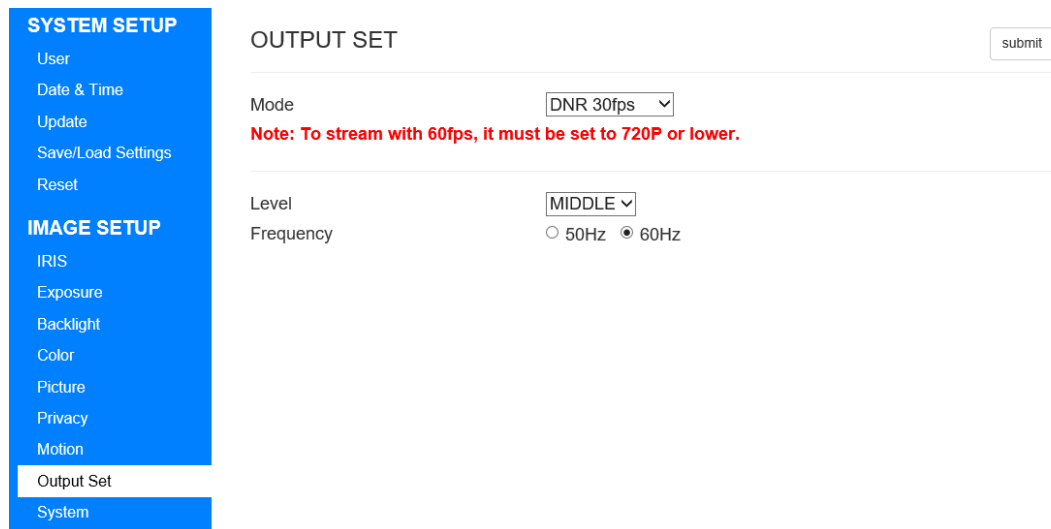 SYSTEM SETUP
User
Date & Time
Update
Save/Load Settings
Reset
IMAGE SETUP
IRIS
Exposure
Backlight
Color
Picture
Privacy
Motion
Output Set
System
OUTPUT SET
submit
Mode DNR 30fps
Note: To stream with 60fps, it must be set to 720P or lower.
Level MIDDLE
Frequency 50Hz 60Hz